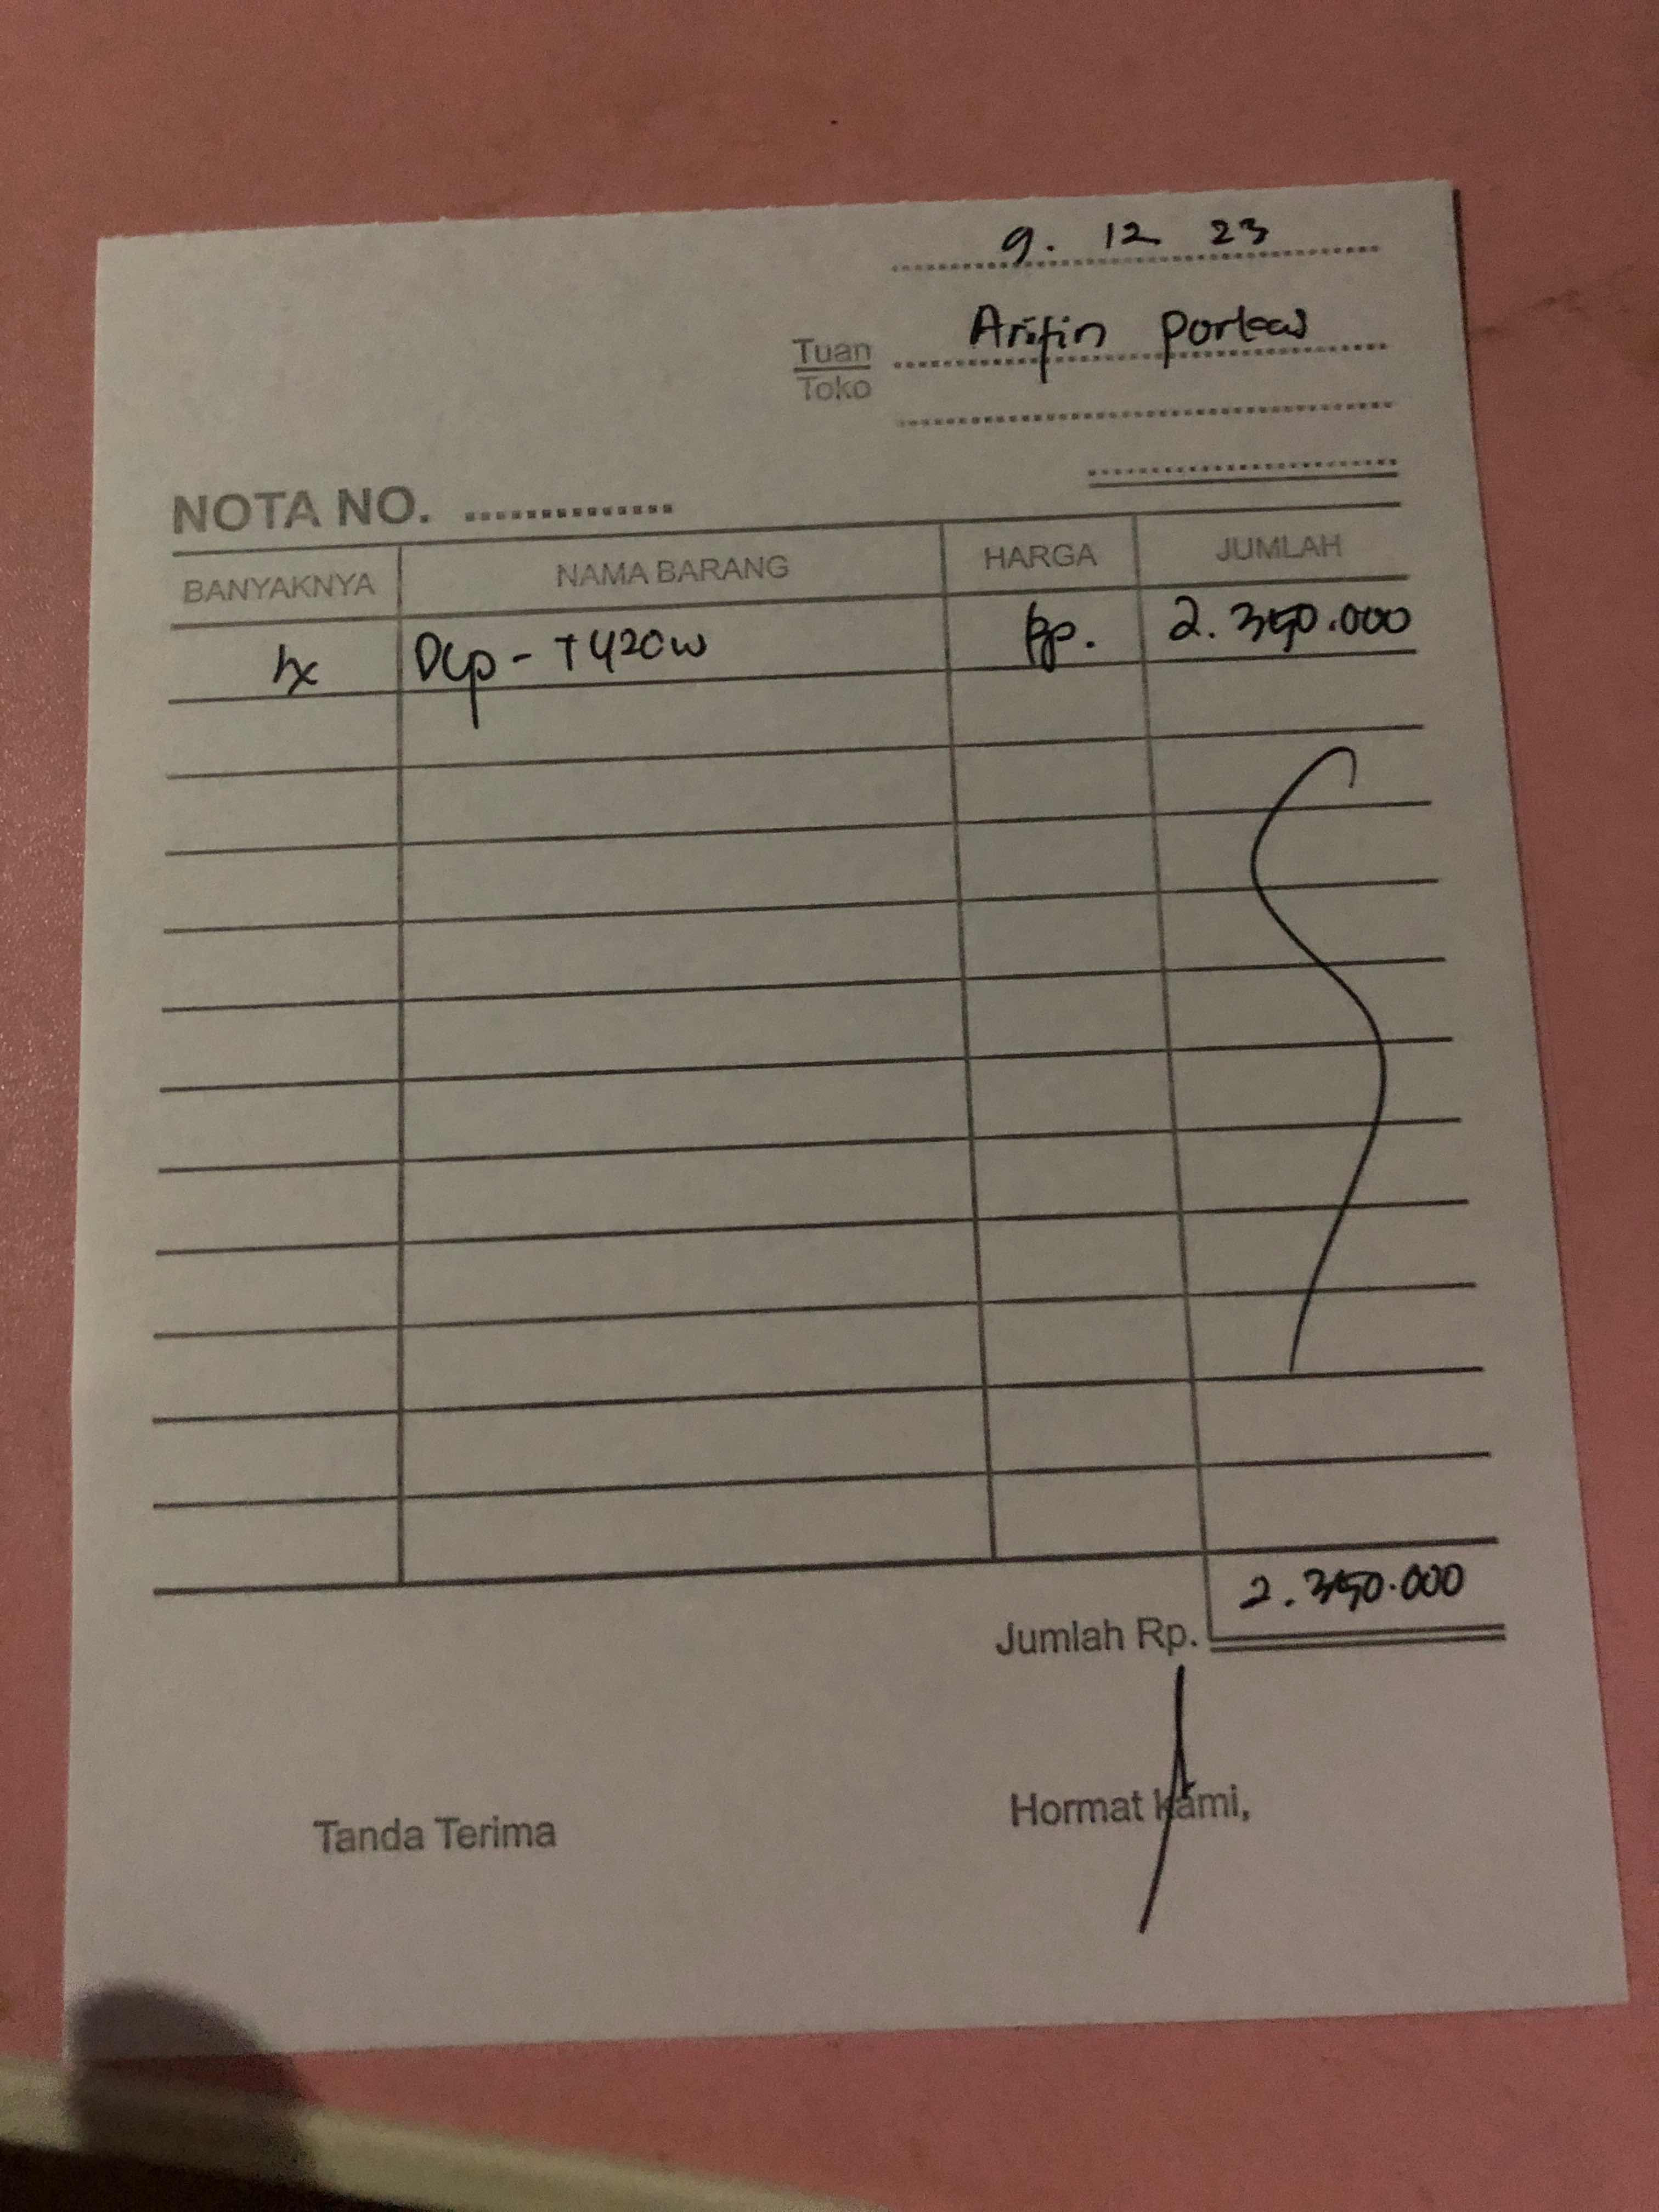 9. 12 23
Tuan Arifin
Toko
NOTA NO. ...............
BANYAKNYA NAMA BARANG HARGA JUMLAH
1x Dcp - T420w Rp. 2.350.000
Jumlah Rp. 2.350.000
Tanda Terima Hormat kami,